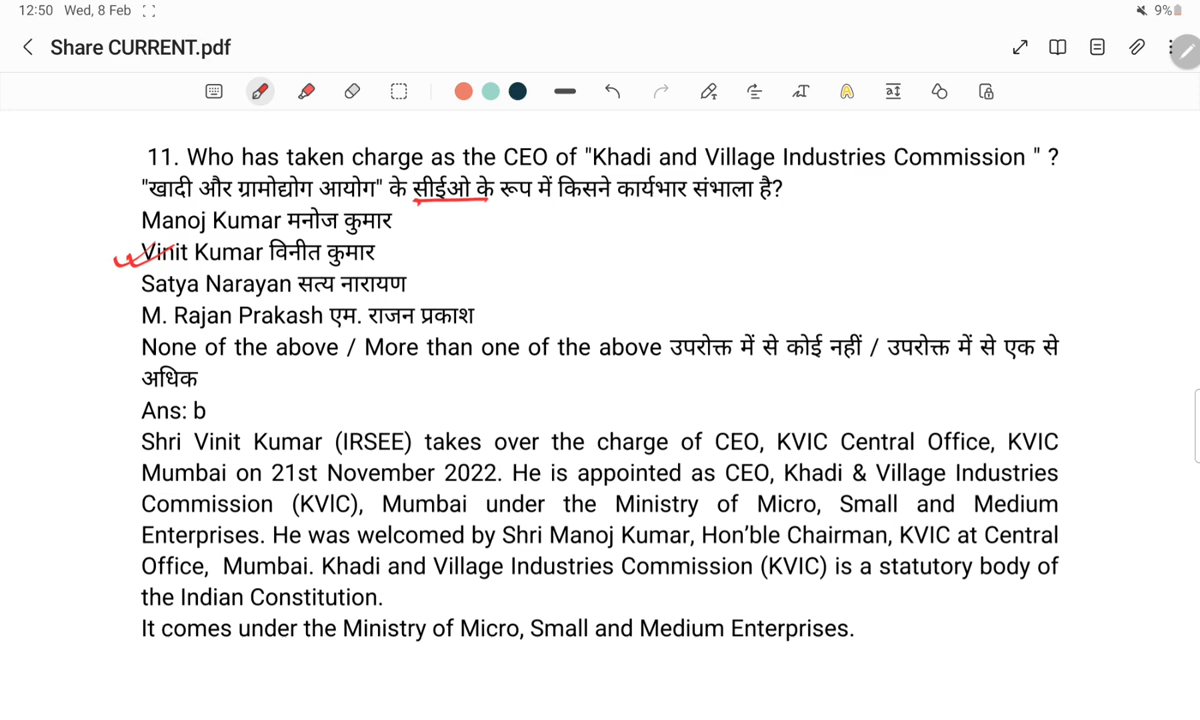 12:50 Wed, 8 Feb 9%
Share CURRENT.pdf
11. Who has taken charge as the CEO of "Khadi and Village Industries Commission " ?
"खादी और ग्रामोद्योग आयोग" के सीईओ के रूप में किसने कार्यभार संभाला है?
Manoj Kumar मनोज कुमार
Vinit Kumar विनीत कुमार
Satya Narayan सत्य नारायण
M. Rajan Prakash एम. राजन प्रकाश
None of the above / More than one of the above उपरोक्त में से कोई नहीं / उपरोक्त में से एक से
अधिक
Ans: b
Shri Vinit Kumar (IRSEE) takes over the charge of CEO, KVIC Central Office, KVIC
Mumbai on 21st November 2022. He is appointed as CEO, Khadi & Village Industries
Commission (KVIC), Mumbai under the Ministry of Micro, Small and Medium
Enterprises. He was welcomed by Shri Manoj Kumar, Hon’ble Chairman, KVIC at Central
Office, Mumbai. Khadi and Village Industries Commission (KVIC) is a statutory body of
the Indian Constitution.
It comes under the Ministry of Micro, Small and Medium Enterprises.